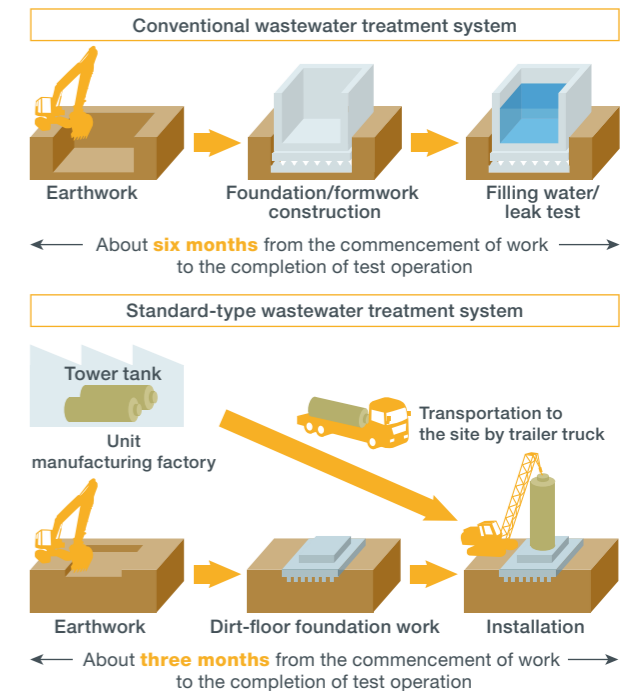 Conventional wastewater treatment system
Earthwork
Foundation/formwork
construction
Filling water/
leak test
About six months from the commencement of work
to the completion of test operation
Standard-type wastewater treatment system
Tower tank
Unit
manufacturing factory
Transportation to
the site by trailer truck
Earthwork
Dirt-floor foundation work
Installation
About three months from the commencement of work
to the completion of test operation